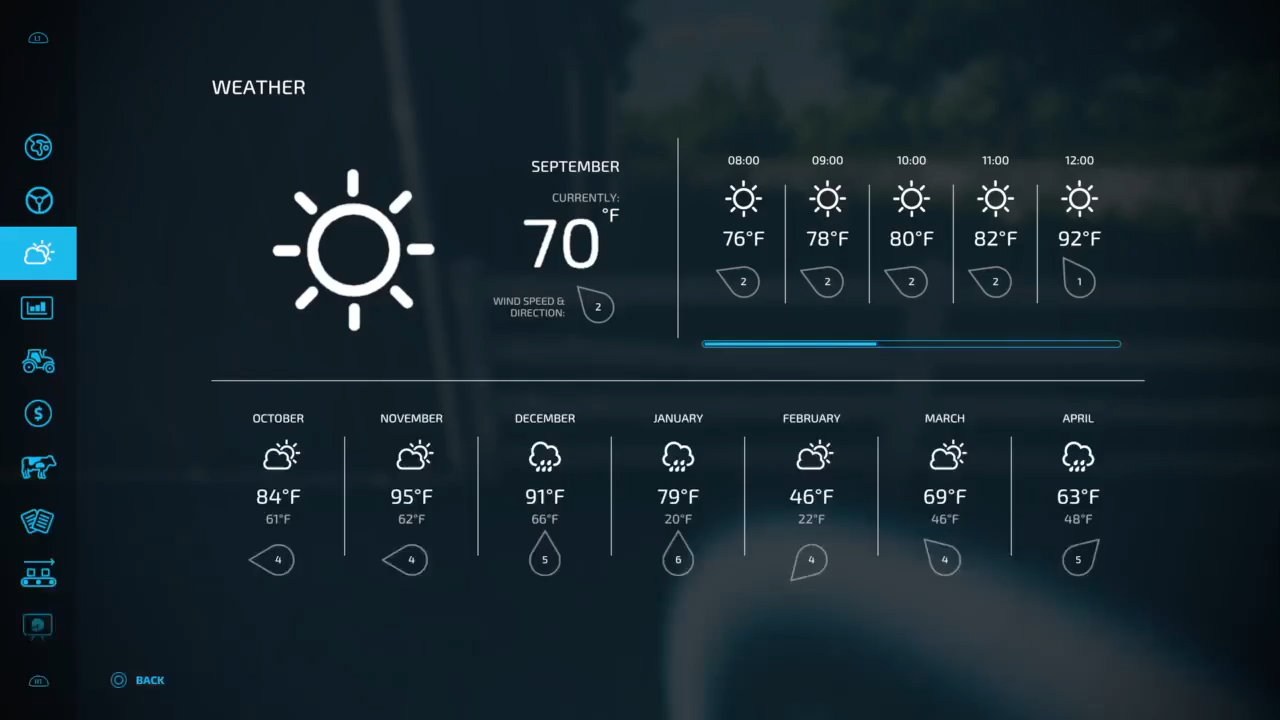 L1
WEATHER
SEPTEMBER
CURRENTLY:
70 °F
WIND SPEED &
DIRECTION:
2
08:00 09:00 10:00 11:00 12:00
76°F 78°F 80°F 82°F 92°F
2 2 2 2 1
OCTOBER NOVEMBER DECEMBER JANUARY FEBRUARY MARCH APRIL
84°F 95°F 91°F 79°F 46°F 69°F 63°F
61°F 62°F 66°F 20°F 22°F 46°F 48°F
4 4 5 6 4 4 5
$
R1
BACK